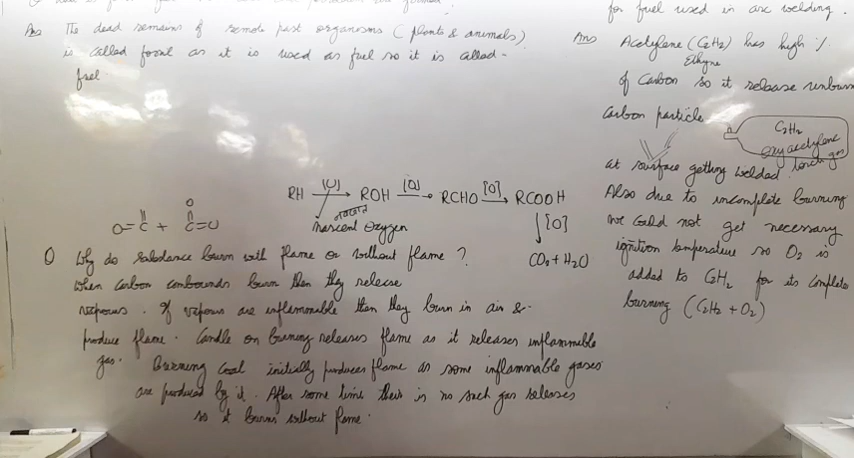 Ans The dead remains of remote past organisms (plants & animals)
is called fossil as it is used as fuel so it is called -
fuel
RH [O] ROH [O] RCHO [O] RCOOH
Nascent Oxygen
[O]
CO2 + H2O
O
O=C + C=O
Q Why do substance burn with flame or without flame ?
When carbon compounds burn then they release
vapours. If vapours are inflammable then they burn in air &-
produce flame. Candle on burning releases flame as it releases inflammable
gas. Burning coal initially produces flame as some inflammable gases
are produced by it. After some time their is no such gas releases
so it burns without flame.
for fuel used in arc welding.
Ans Acetylene (C2H2) has high %
Ethyne
of Carbon so it release unburn
carbon particle
C2H2
oxyacetylene
torch gas
at surface getting welded.
Also due to incomplete burning
we could not get necessary
ignition temperature so O2 is
added to C2H2 for its complete
burning (C2H2 + O2)